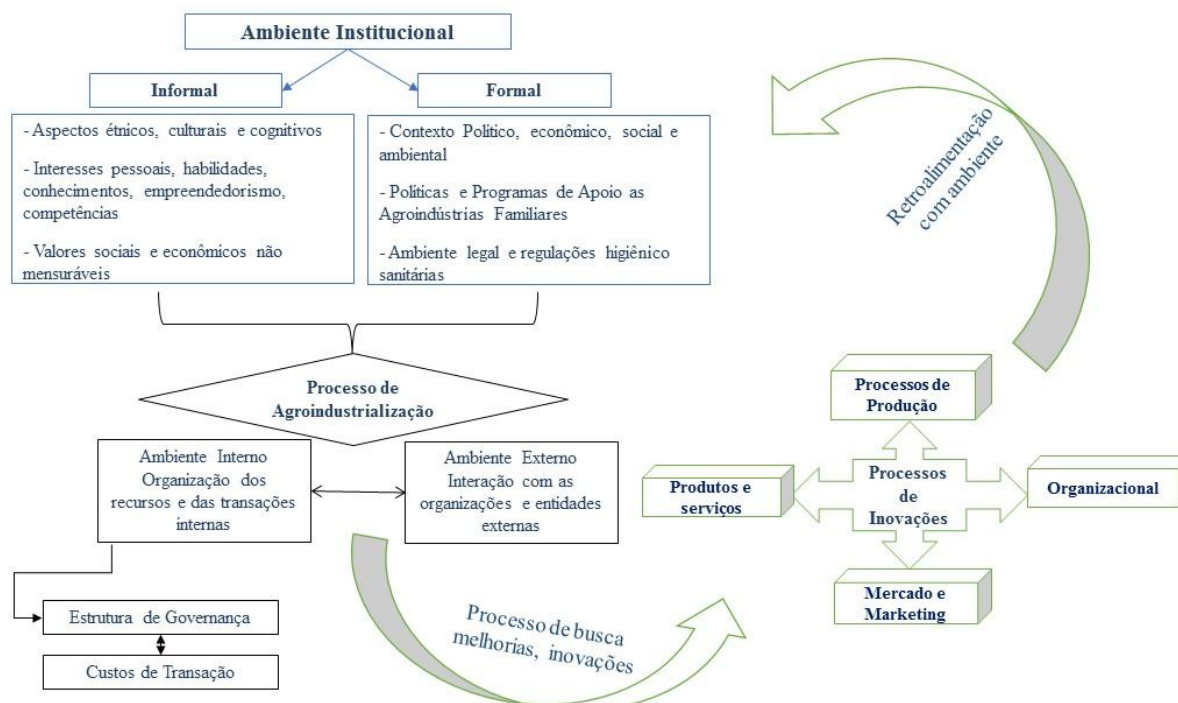 Ambiente Institucional
Informal
Formal
- Aspectos étnicos, culturais e cognitivos
- Interesses pessoais, habilidades,
conhecimentos, empreendedorismo,
competências
- Valores sociais e econômicos não
mensuráveis
- Contexto Político, econômico, social e
ambiental
- Políticas e Programas de Apoio as
Agroindústrias Familiares
- Ambiente legal e regulações higiênico
sanitárias
Retroalimentação
com ambiente
Processo de
Agroindustrialização
Ambiente Interno
Organização dos
recursos e das transações
internas
Ambiente Externo
Interação com as
organizações e entidades
externas
Estrutura de Governança
Custos de Transação
Processo de busca
melhorias, inovações
Processos de
Produção
Produtos e
serviços
Processos
de
Inovações
Organizacional
Mercado e
Marketing